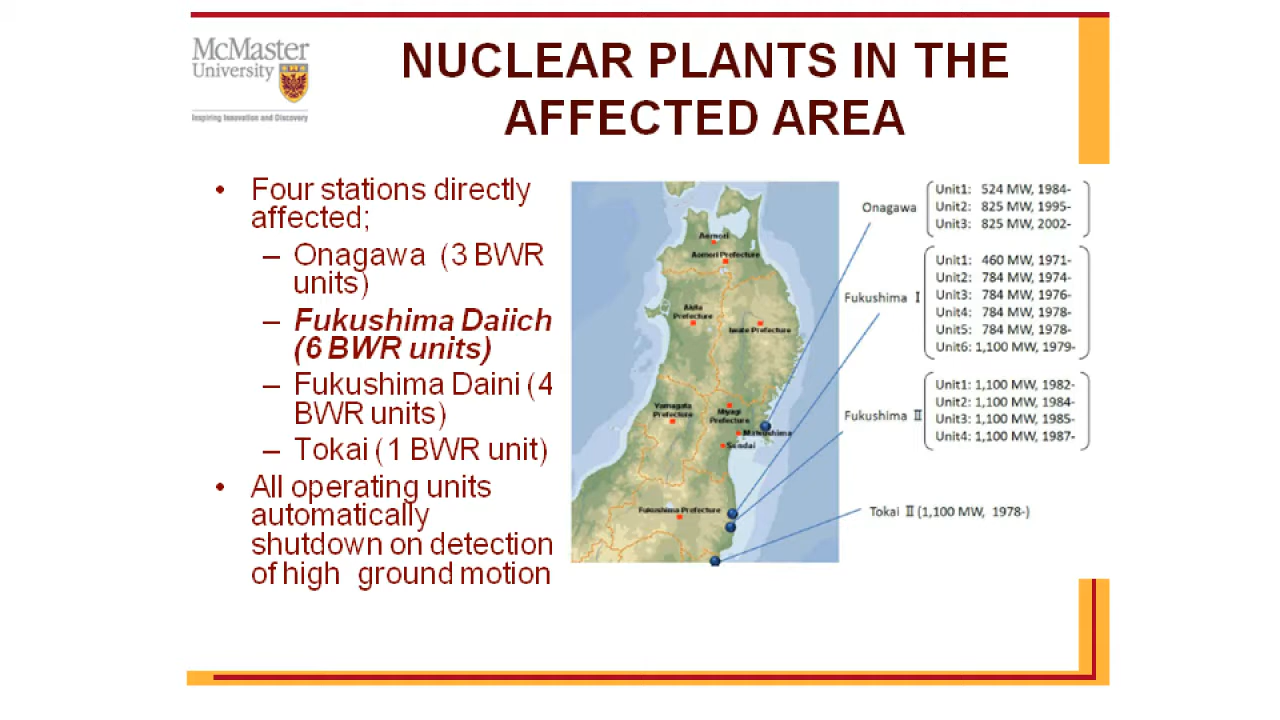 McMaster
University
Inspiring Innovation and Discovery
NUCLEAR PLANTS IN THE
AFFECTED AREA
• Four stations directly
affected;
– Onagawa (3 BWR
units)
– Fukushima Daiich
(6 BWR units)
– Fukushima Daini (4
BWR units)
– Tokai (1 BWR unit)
• All operating units
automatically
shutdown on detection
of high ground motion
Aomori
Aomori Prefecture
Akita
Prefecture
Iwate Prefecture
Yamagata
Prefecture
Miyagi
Prefecture
Matsushima
Sendai
Fukushima Prefecture
Onagawa
Unit1: 524 MW, 1984-
Unit2: 825 MW, 1995-
Unit3: 825 MW, 2002-
Fukushima Ⅰ
Unit1: 460 MW, 1971-
Unit2: 784 MW, 1974-
Unit3: 784 MW, 1976-
Unit4: 784 MW, 1978-
Unit5: 784 MW, 1978-
Unit6: 1,100 MW, 1979-
Fukushima Ⅱ
Unit1: 1,100 MW, 1982-
Unit2: 1,100 MW, 1984-
Unit3: 1,100 MW, 1985-
Unit4: 1,100 MW, 1987-
Tokai Ⅱ (1,100 MW, 1978-)